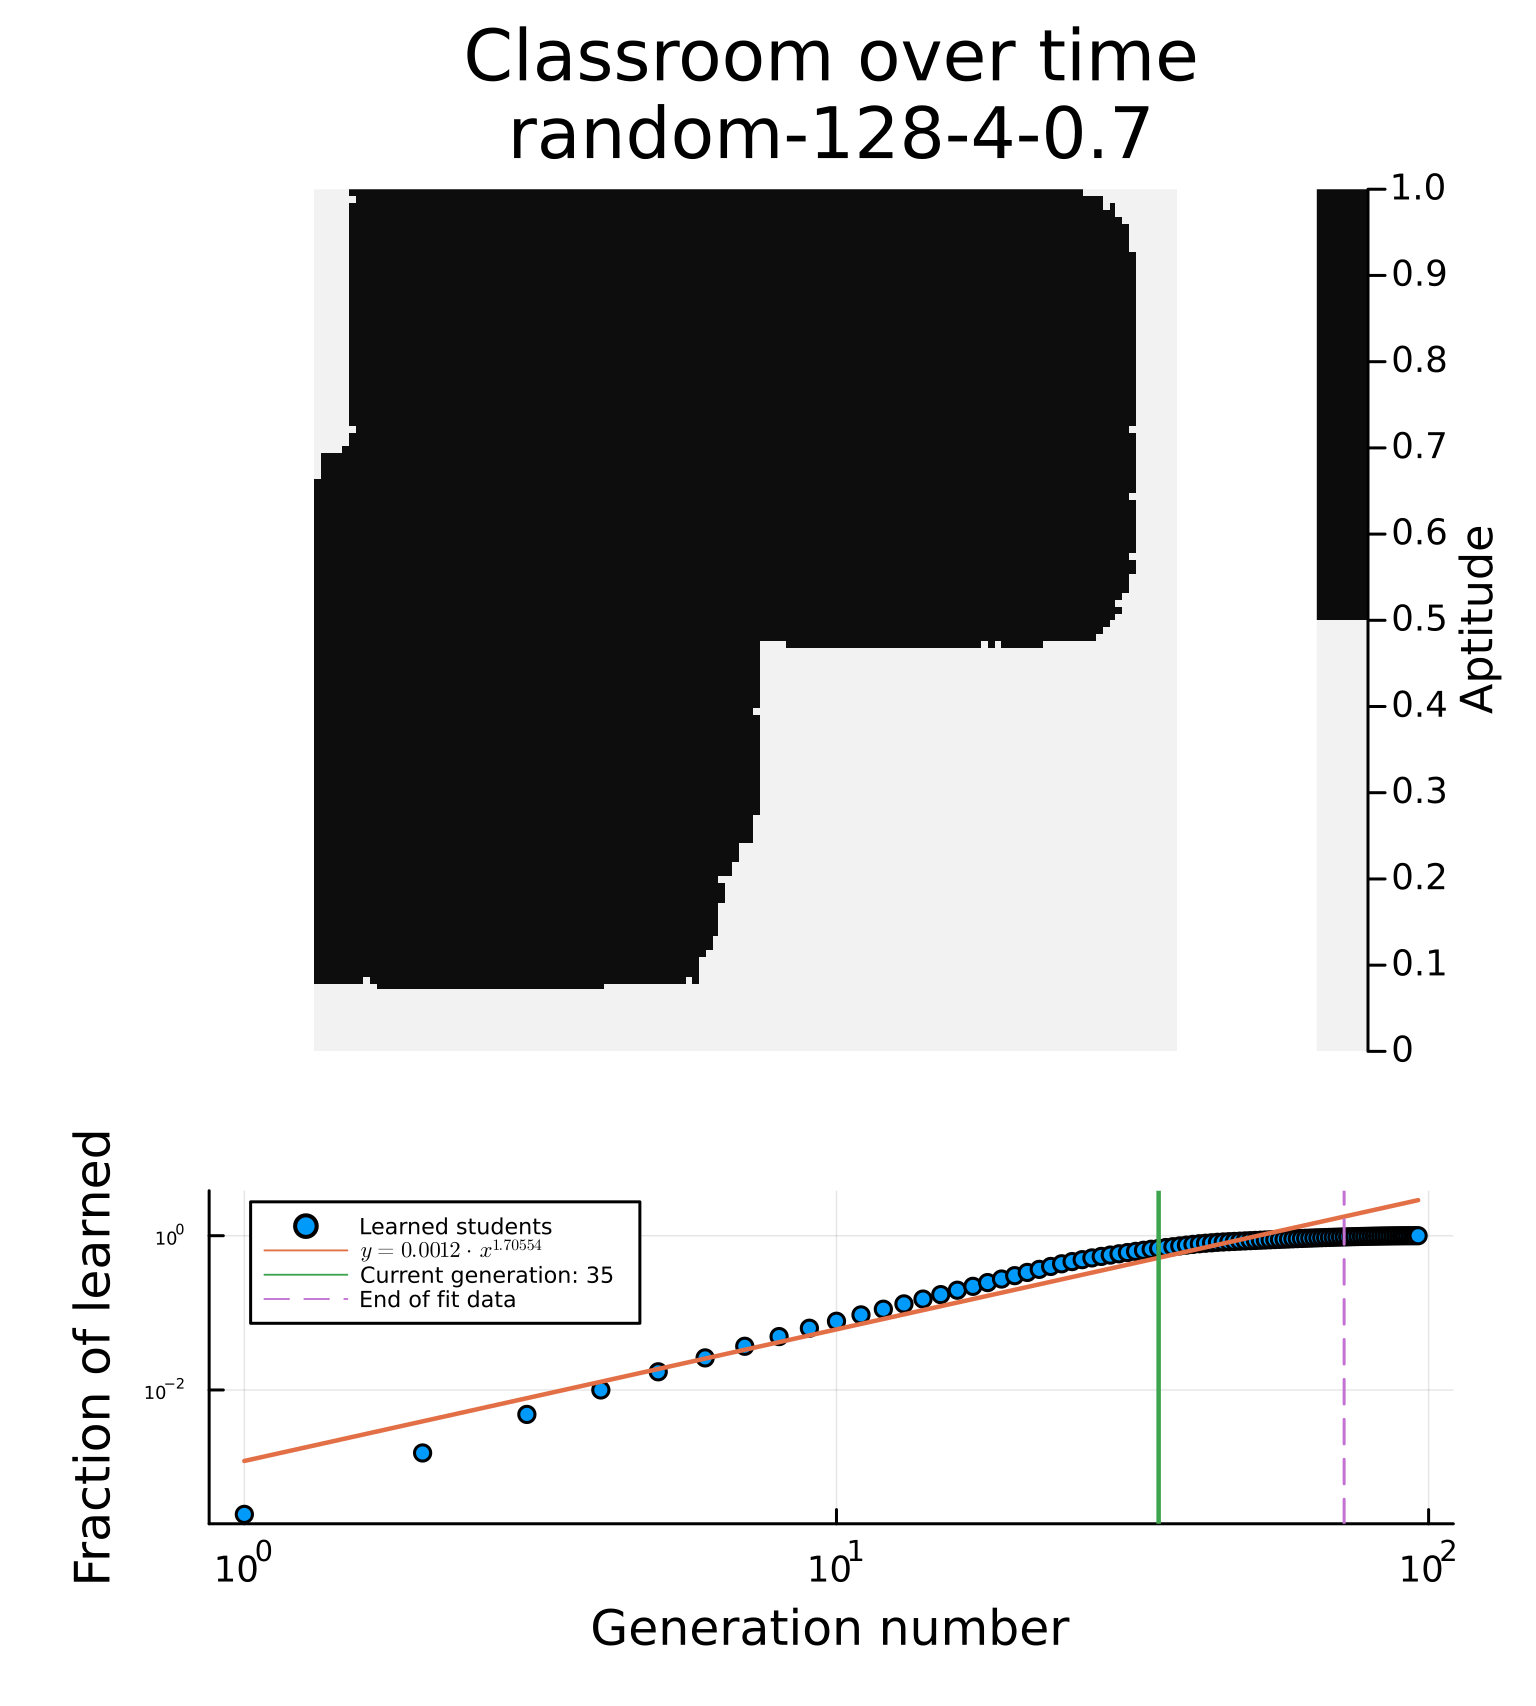 Classroom over time
random-128-4-0.7
1.0
0.9
0.8
0.7
0.6
0.5
0.4
0.3
0.2
0.1
0
Aptitude
Fraction of learned
10^0
10^-2
Learned students
y = 0.0012 · x^1.70554
Current generation: 35
End of fit data
10^0
10^1
10^2
Generation number